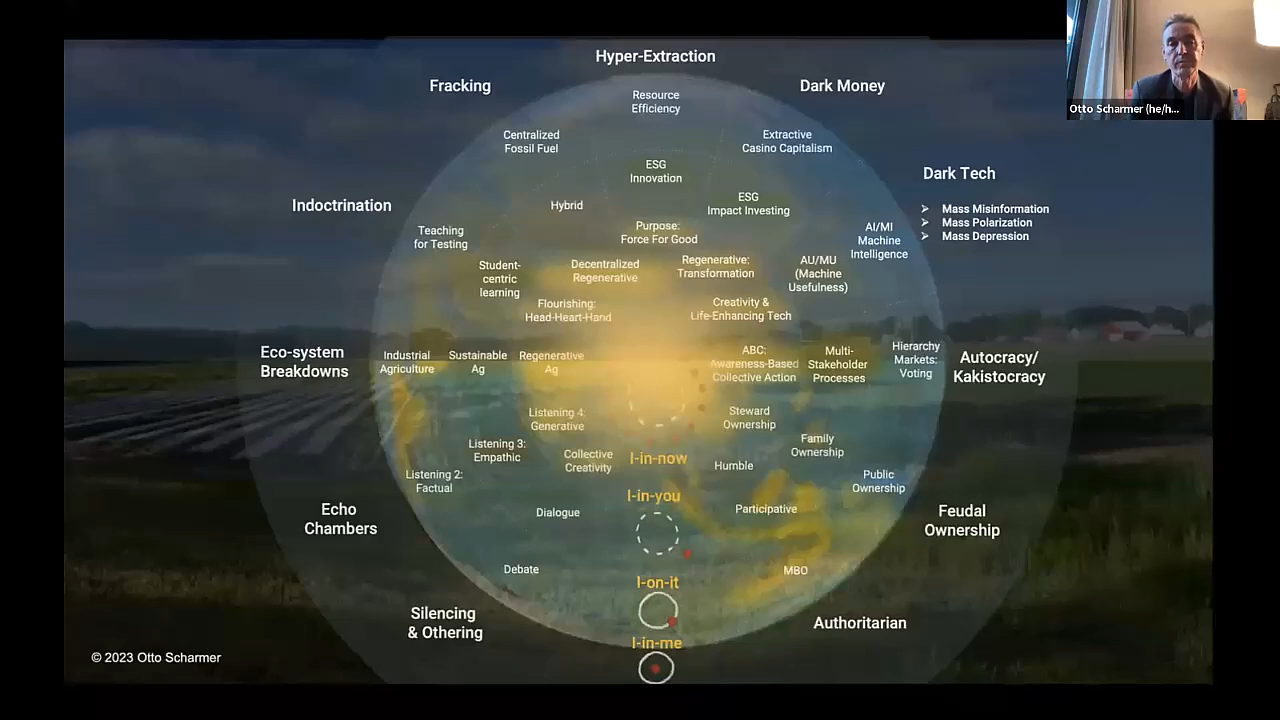 Hyper-Extraction
Fracking
Dark Money
Otto Scharmer (he/h...
Resource
Efficiency
Centralized
Fossil Fuel
Extractive
Casino Capitalism
ESG
Innovation
Dark Tech
Indoctrination
Hybrid
ESG
Impact Investing
➢ Mass Misinformation
➢ Mass Polarization
➢ Mass Depression
Teaching
for Testing
Purpose:
Force For Good
AI/MI
Machine
Intelligence
Student-
centric
learning
Decentralized
Regenerative
Regenerative:
Transformation
AU/MU
(Machine
Usefulness)
Flourishing:
Head-Heart-Hand
Creativity &
Life-Enhancing Tech
Eco-system
Breakdowns
Industrial
Agriculture
Sustainable
Ag
Regenerative
Ag
ABC:
Awareness-Based
Collective Action
Multi-
Stakeholder
Processes
Hierarchy
Markets:
Voting
Autocracy/
Kakistocracy
Listening 4:
Generative
Steward
Ownership
Listening 3:
Empathic
Collective
Creativity
I-in-now
Humble
Family
Ownership
Listening 2:
Factual
Public
Ownership
I-in-you
Echo
Chambers
Dialogue
Participative
Feudal
Ownership
Debate
I-on-it
MBO
Silencing
& Othering
Authoritarian
I-in-me
© 2023 Otto Scharmer